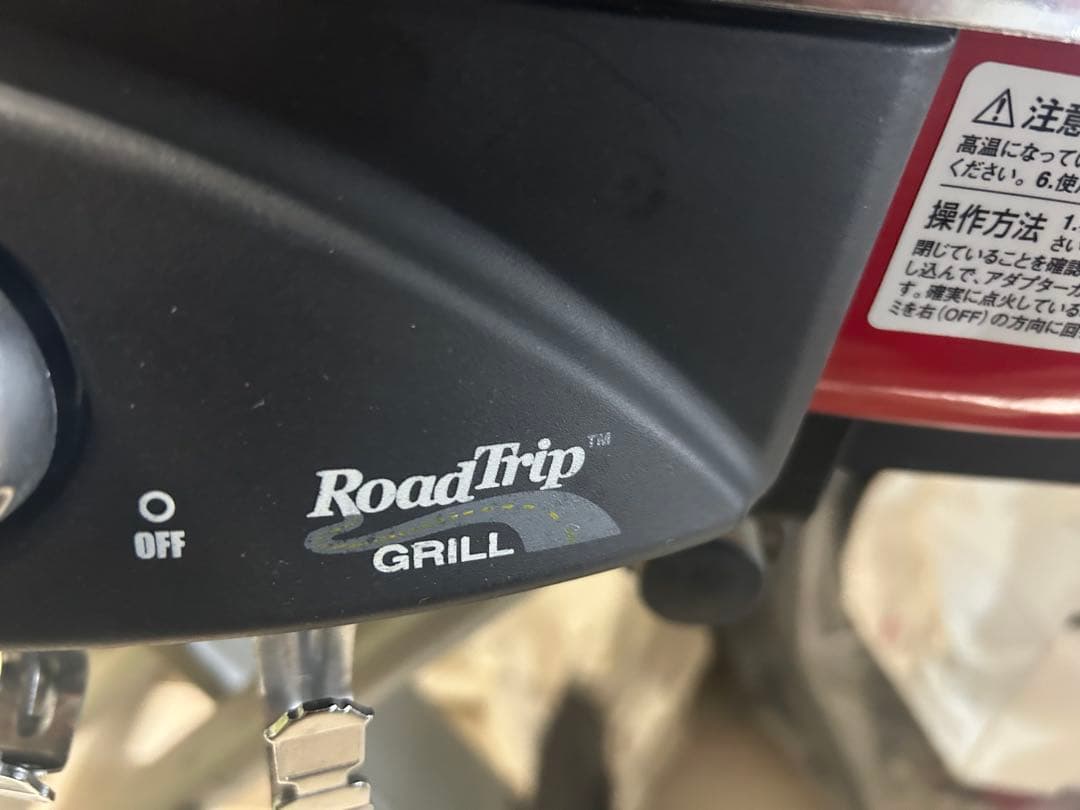 注意
高温になって
ください。6.使
操作方法 1.
さい
閉じていることを確認
し込んで、アダプターが
す。確実に点火している
ミを右(OFF)の方向に回
RoadTrip™
GRILL
OFF